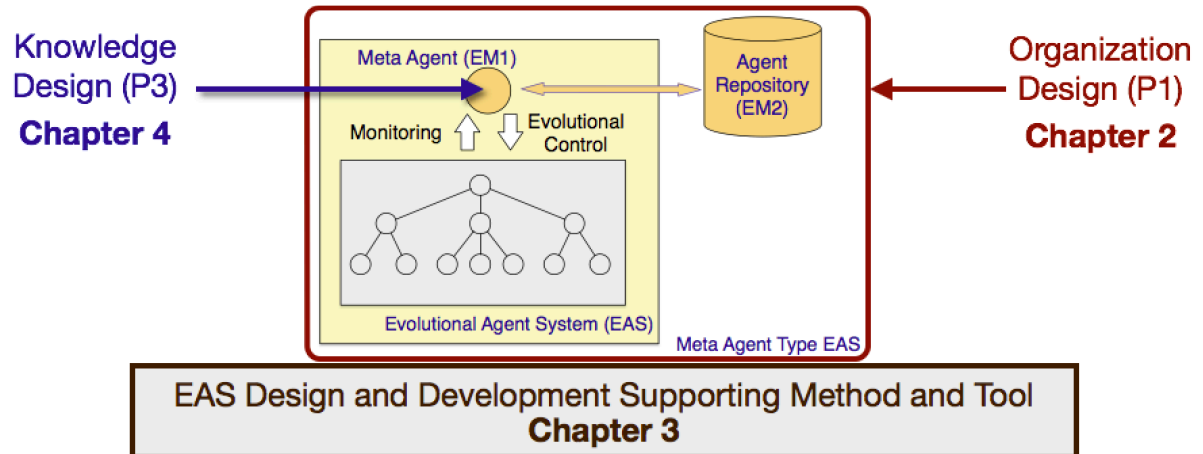 Knowledge
Design (P3)
Chapter 4
Meta Agent (EM1)
Monitoring
Evolutional
Control
Evolutional Agent System (EAS)
Agent
Repository
(EM2)
Meta Agent Type EAS
Organization
Design (P1)
Chapter 2
EAS Design and Development Supporting Method and Tool
Chapter 3